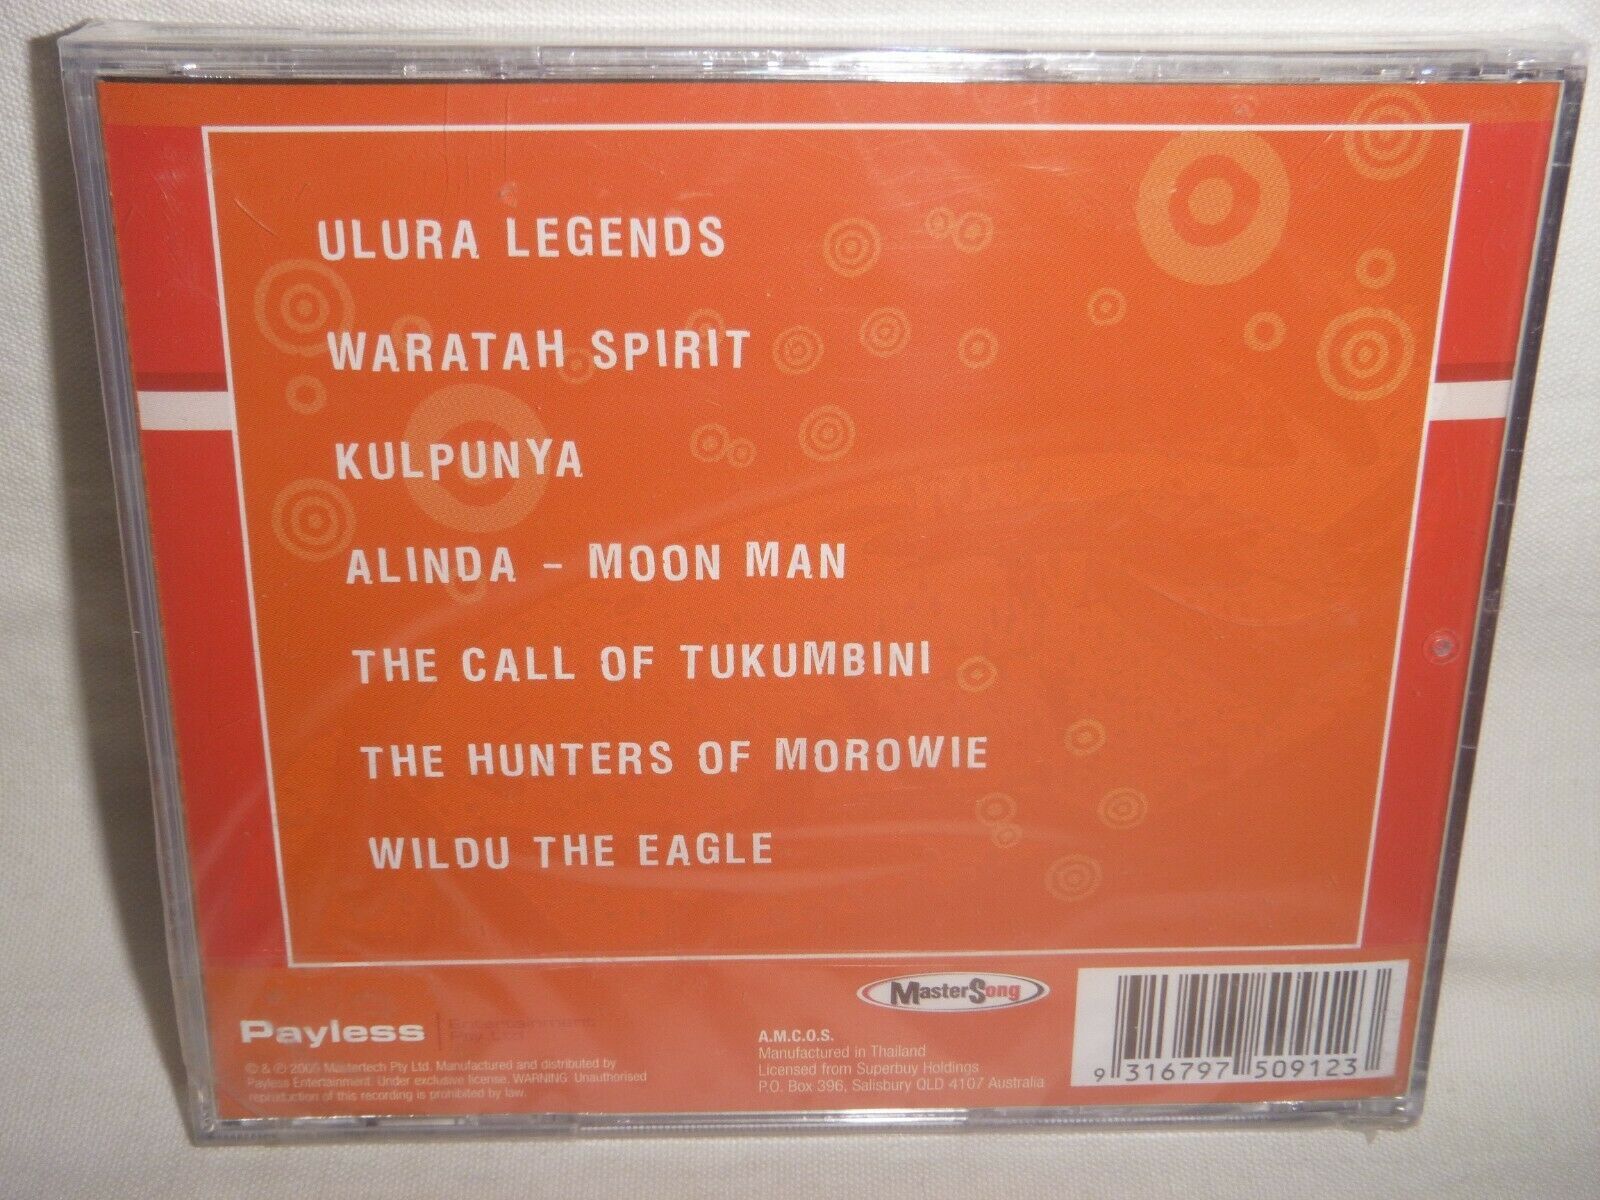 ULURA LEGENDS
WARATAH SPIRIT
KULPUNYA
ALINDA - MOON MAN
THE CALL OF TUKUMBINI
THE HUNTERS OF MOROWIE
WILDU THE EAGLE
Payless
Entertainment
Pty Ltd
© & ℗ 2005 Mastertech Pty Ltd. Manufactured and distributed by
Payless Entertainment. Under exclusive license. WARNING: Unauthorised
reproduction of this recording is prohibited by law.
MasterSong
A.M.C.O.S.
Manufactured in Thailand
Licensed from Superbuy Holdings
P.O. Box 396, Salisbury QLD 4107 Australia
9 316797 509123